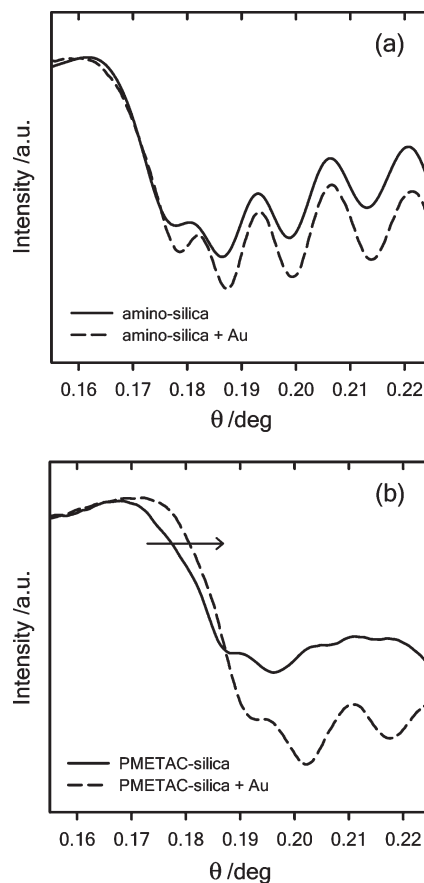 (a)
Intensity /a.u.
amino-silica
amino-silica + Au
0.16 0.17 0.18 0.19 0.20 0.21 0.22
θ /deg
(b)
Intensity /a.u.
PMETAC-silica
PMETAC-silica + Au
0.16 0.17 0.18 0.19 0.20 0.21 0.22
θ /deg